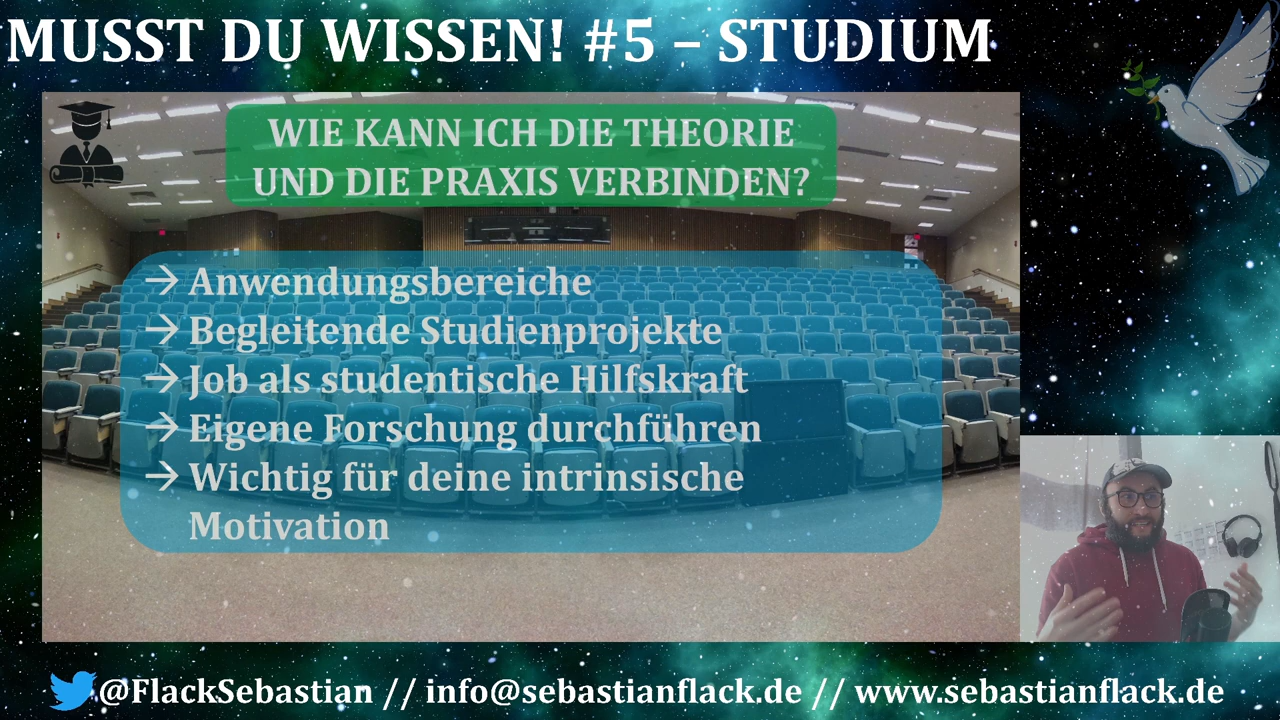 MUSST DU WISSEN! #5 – STUDIUM
WIE KANN ICH DIE THEORIE
UND DIE PRAXIS VERBINDEN?
→ Anwendungsbereiche
→ Begleitende Studienprojekte
→ Job als studentische Hilfskraft
→ Eigene Forschung durchführen
→ Wichtig für deine intrinsische
Motivation
@FlackSebastian // info@sebastianflack.de // www.sebastianflack.de